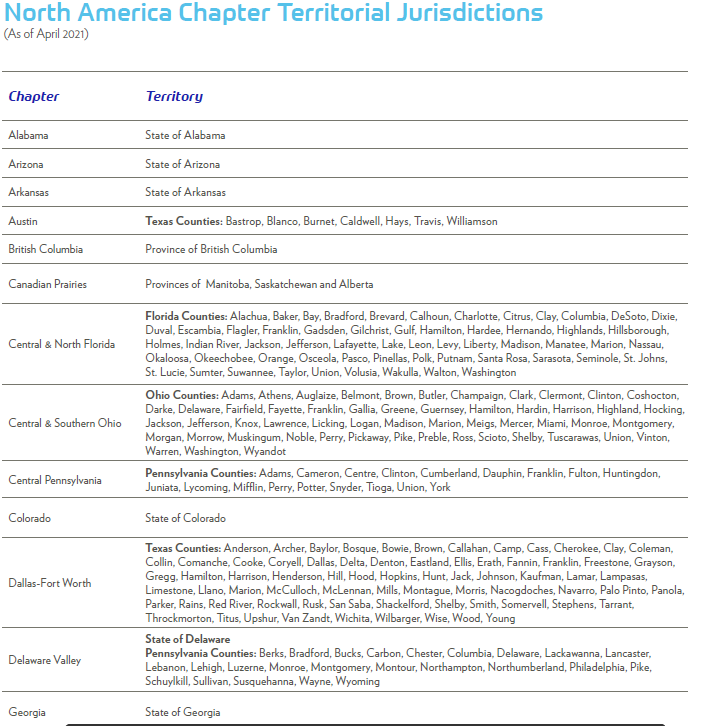 North America Chapter Territorial Jurisdictions
(As of April 2021)
Chapter Territory
Alabama State of Alabama
Arizona State of Arizona
Arkansas State of Arkansas
Austin Texas Counties: Bastrop, Blanco, Burnet, Caldwell, Hays, Travis, Williamson
British Columbia Province of British Columbia
Canadian Prairies Provinces of Manitoba, Saskatchewan and Alberta
Central & North Florida
Florida Counties: Alachua, Baker, Bay, Bradford, Brevard, Calhoun, Charlotte, Citrus, Clay, Columbia, DeSoto, Dixie,
Duval, Escambia, Flagler, Franklin, Gadsden, Gilchrist, Gulf, Hamilton, Hardee, Hernando, Highlands, Hillsborough,
Holmes, Indian River, Jackson, Jefferson, Lafayette, Lake, Leon, Levy, Liberty, Madison, Manatee, Marion, Nassau,
Okaloosa, Okeechobee, Orange, Osceola, Pasco, Pinellas, Polk, Putnam, Santa Rosa, Sarasota, Seminole, St. Johns,
St. Lucie, Sumter, Suwannee, Taylor, Union, Volusia, Wakulla, Walton, Washington
Central & Southern Ohio
Ohio Counties: Adams, Athens, Auglaize, Belmont, Brown, Butler, Champaign, Clark, Clermont, Clinton, Coshocton,
Darke, Delaware, Fairfield, Fayette, Franklin, Gallia, Greene, Guernsey, Hamilton, Hardin, Harrison, Highland, Hocking,
Jackson, Jefferson, Knox, Lawrence, Licking, Logan, Madison, Marion, Meigs, Mercer, Miami, Monroe, Montgomery,
Morgan, Morrow, Muskingum, Noble, Perry, Pickaway, Pike, Preble, Ross, Scioto, Shelby, Tuscarawas, Union, Vinton,
Warren, Washington, Wyandot
Central Pennsylvania
Pennsylvania Counties: Adams, Cameron, Centre, Clinton, Cumberland, Dauphin, Franklin, Fulton, Huntingdon,
Juniata, Lycoming, Mifflin, Perry, Potter, Snyder, Tioga, Union, York
Colorado State of Colorado
Dallas-Fort Worth
Texas Counties: Anderson, Archer, Baylor, Bosque, Bowie, Brown, Callahan, Camp, Cass, Cherokee, Clay, Coleman,
Collin, Comanche, Cooke, Coryell, Dallas, Delta, Denton, Eastland, Ellis, Erath, Fannin, Franklin, Freestone, Grayson,
Gregg, Hamilton, Harrison, Henderson, Hill, Hood, Hopkins, Hunt, Jack, Johnson, Kaufman, Lamar, Lampasas,
Limestone, Llano, Marion, McCulloch, McLennan, Mills, Montague, Morris, Nacogdoches, Navarro, Palo Pinto, Panola,
Parker, Rains, Red River, Rockwall, Rusk, San Saba, Shackelford, Shelby, Smith, Somervell, Stephens, Tarrant,
Throckmorton, Titus, Upshur, Van Zandt, Wichita, Wilbarger, Wise, Wood, Young
Delaware Valley
State of Delaware
Pennsylvania Counties: Berks, Bradford, Bucks, Carbon, Chester, Columbia, Delaware, Lackawanna, Lancaster,
Lebanon, Lehigh, Luzerne, Monroe, Montgomery, Montour, Northampton, Northumberland, Philadelphia, Pike,
Schuylkill, Sullivan, Susquehanna, Wayne, Wyoming
Georgia State of Georgia